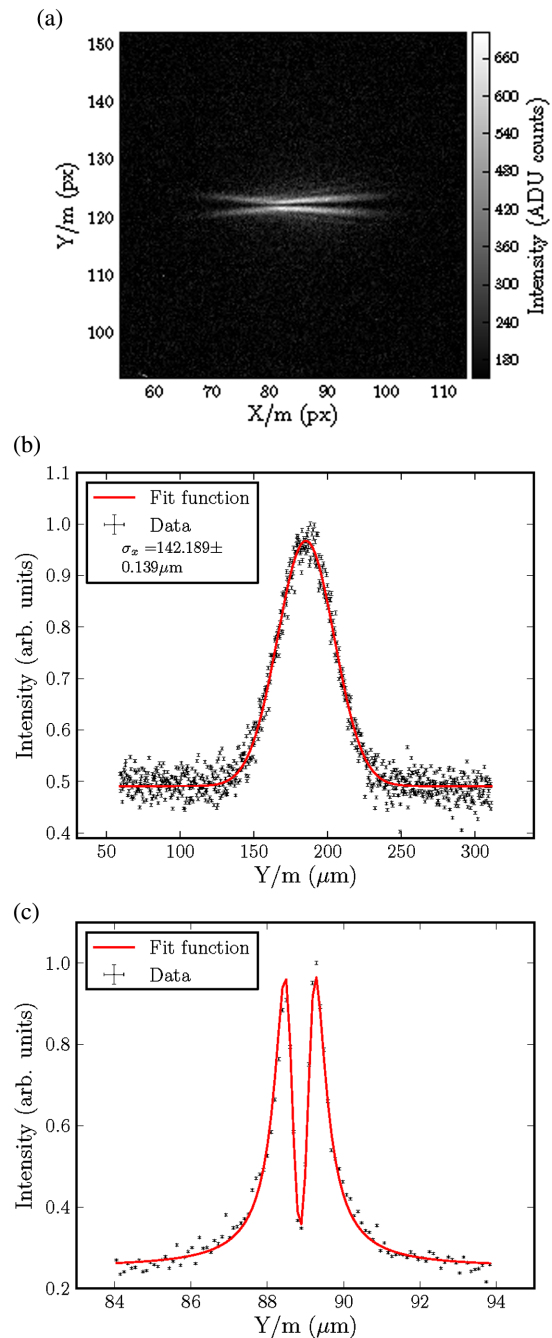 (a)
150
140
130
120
110
100
Y/m (px)
60 70 80 90 100 110
X/m (px)
660
600
540
480
420
360
300
240
180
Intensity (ADU counts)
(b)
1.1
1.0
0.9
0.8
0.7
0.6
0.5
0.4
Intensity (arb. units)
Fit function
Data
σx =142.189±
0.139μm
50 100 150 200 250 300
Y/m (μm)
(c)
1.0
0.8
0.6
0.4
0.2
Intensity (arb. units)
Fit function
Data
84 86 88 90 92 94
Y/m (μm)